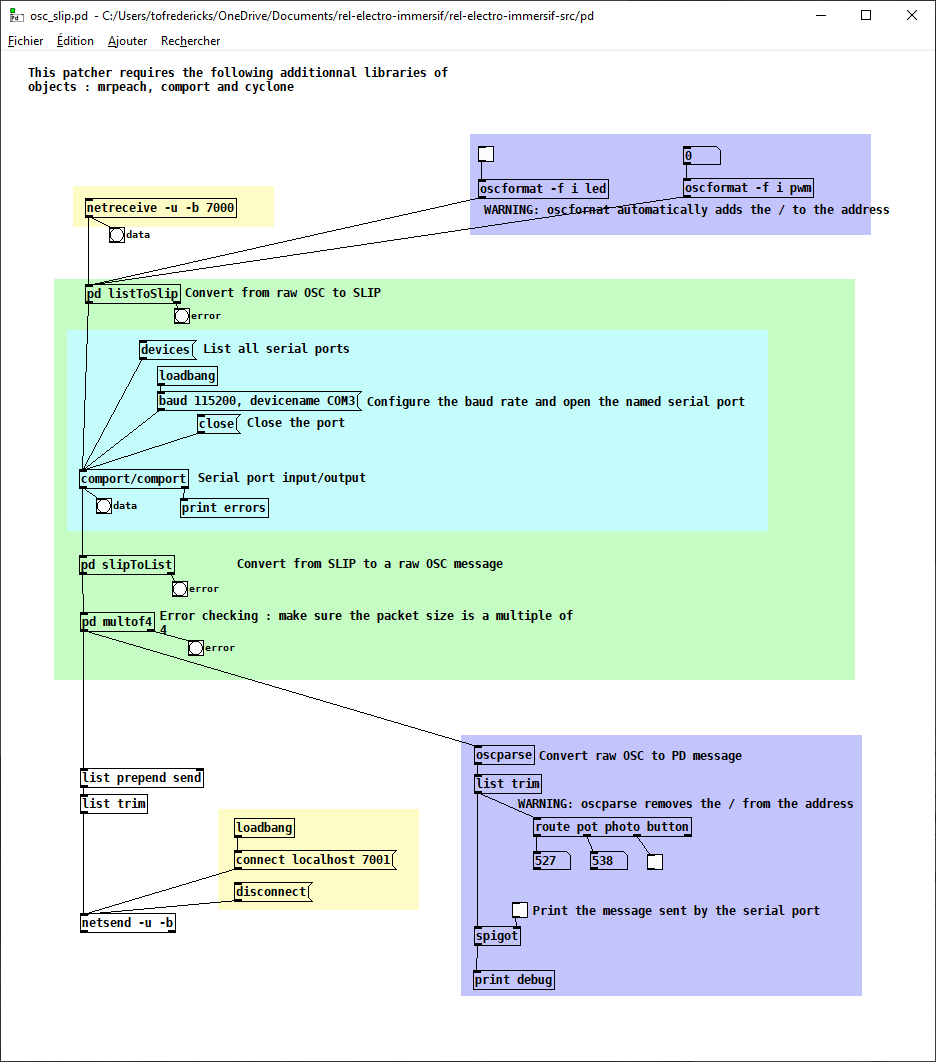 osc_slip.pd  - C:/Users/tofredericks/OneDrive/Documents/rel-electro-immersif/rel-electro-immersif-src/pd
Fichier Édition Ajouter Rechercher
This patcher requires the following additionnal libraries of
objects : mrpeach, comport and cyclone
0
oscformat -f i led
oscformat -f i pwm
WARNING: oscfornat automatically adds the / to the address
netreceive -u -b 7000
data
pd listToSlip
Convert from raw OSC to SLIP
error
devices
List all serial ports
loadbang
baud 115200, devicename COM3
Configure the baud rate and open the named serial port
close
Close the port
comport/comport
Serial port input/output
data
print errors
pd slipToList
Convert from SLIP to a raw OSC message
error
pd multof4
Error checking : make sure the packet size is a multiple of
4
error
oscparse
Convert raw OSC to PD message
list trim
WARNING: oscparse removes the / from the address
route pot photo button
527
538
Print the message sent by the serial port
spigot
print debug
list prepend send
list trim
loadbang
connect localhost 7001
disconnect
netsend -u -b